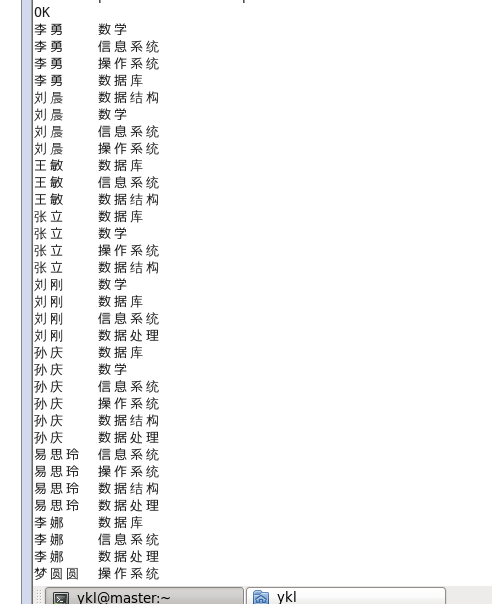 OK
李勇 数学
李勇 信息系统
李勇 操作系统
李勇 数据库
刘晨 数据结构
刘晨 数学
刘晨 信息系统
刘晨 操作系统
王敏 数据库
王敏 信息系统
王敏 数据结构
张立 数据库
张立 数学
张立 操作系统
张立 数据结构
刘刚 数学
刘刚 数据库
刘刚 信息系统
刘刚 数据处理
孙庆 数据库
孙庆 数学
孙庆 信息系统
孙庆 操作系统
孙庆 数据结构
孙庆 数据处理
易思玲 信息系统
易思玲 操作系统
易思玲 数据结构
易思玲 数据处理
李娜 数据库
李娜 信息系统
李娜 数据处理
梦圆圆 操作系统
ykl@master:~ ykl